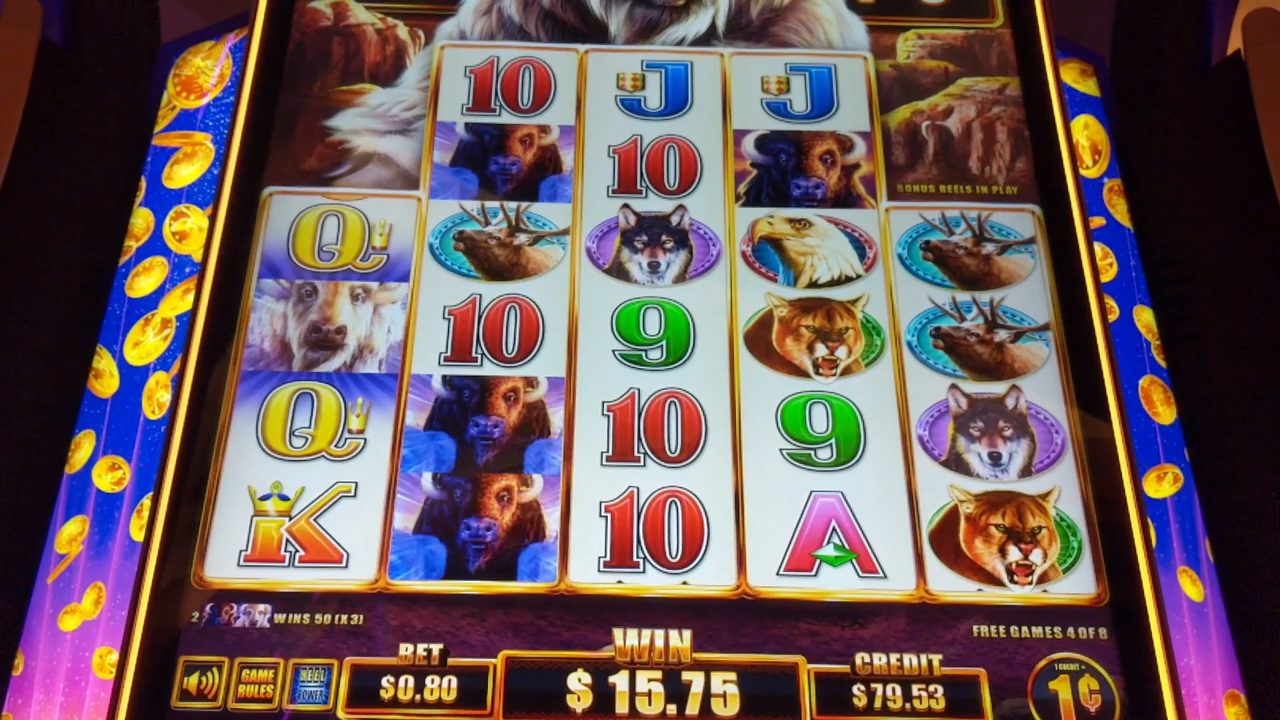 10 J J
10
BONUS REELS IN PLAY
Q
10 9
Q 10 9
K 10 A
2 WINS 50 (X3)
FREE GAMES 4 OF 8
BET WIN CREDIT
GAME RULES
REEL POWER
$0.80
$ 15.75
$79.53
1 CREDIT =
1¢